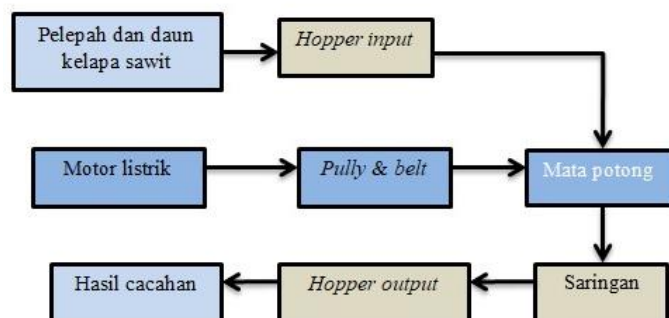 Pelepah dan daun
kelapa sawit
Hopper input
Motor listrik
Pully & belt
Mata potong
Hasil cacahan
Hopper output
Saringan